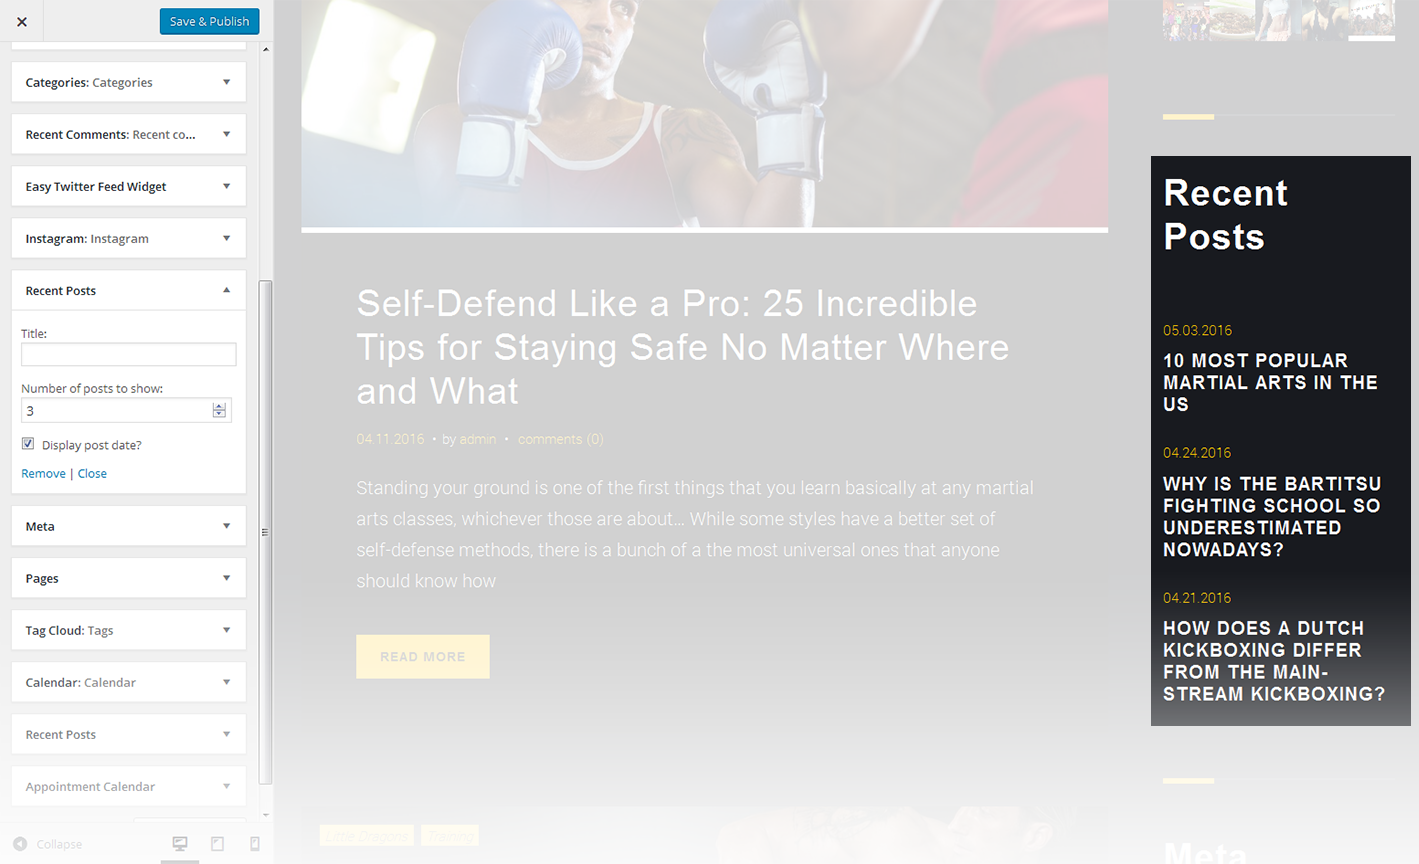 Save & Publish
Categories: Categories
Recent Comments: Recent co...
Easy Twitter Feed Widget
Instagram: Instagram
Recent Posts
Title:
Number of posts to show:
3
Display post date?
Remove | Close
Meta
Pages
Tag Cloud: Tags
Calendar: Calendar
Recent Posts
Appointment Calendar
Collapse
Self-Defend Like a Pro: 25 Incredible
Tips for Staying Safe No Matter Where
and What
04.11.2016 • by admin • comments (0)
Standing your ground is one of the first things that you learn basically at any martial
arts classes, whichever those are about... While some styles have a better set of
self-defense methods, there is a bunch of a the most universal ones that anyone
should know how
READ MORE
Little Dragons Training
Recent
Posts
05.03.2016
10 MOST POPULAR
MARTIAL ARTS IN THE
US
04.24.2016
WHY IS THE BARTITSU
FIGHTING SCHOOL SO
UNDERESTIMATED
NOWADAYS?
04.21.2016
HOW DOES A DUTCH
KICKBOXING DIFFER
FROM THE MAIN-
STREAM KICKBOXING?
Meta